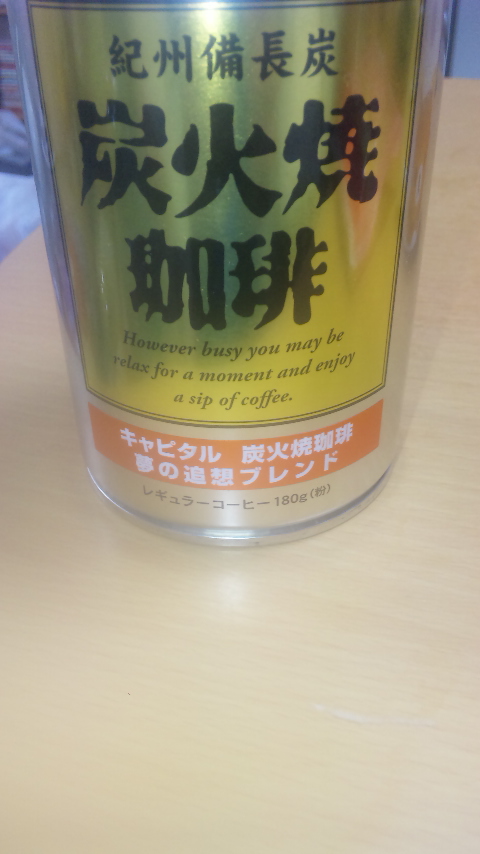 紀州備長炭
炭火焼
珈琲
However busy you may be
relax for a moment and enjoy
a sip of coffee.
キャピタル 炭火焼珈琲
夢の追想ブレンド
レギュラーコーヒー180g(粉)